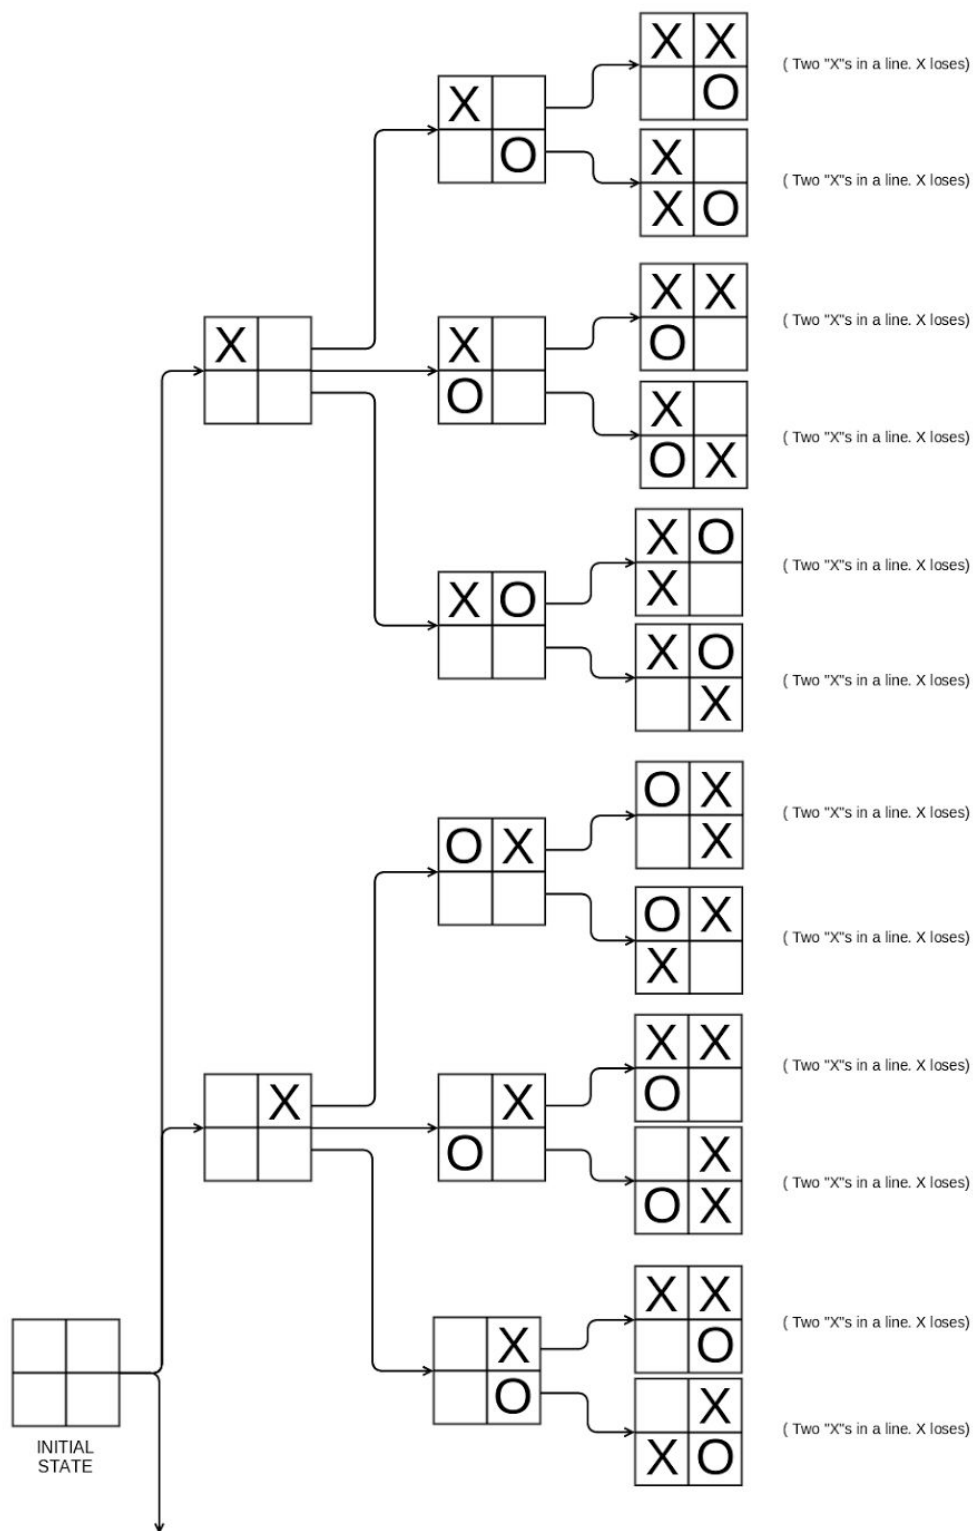 X X
O
( Two "X"s in a line. X loses)
X
O
X
X O
( Two "X"s in a line. X loses)
X X
O
( Two "X"s in a line. X loses)
X
X
O
X
O X
( Two "X"s in a line. X loses)
X O
X
( Two "X"s in a line. X loses)
X O
X O
X
( Two "X"s in a line. X loses)
O X
X
( Two "X"s in a line. X loses)
O X
O X
X
( Two "X"s in a line. X loses)
X X
O
( Two "X"s in a line. X loses)
X
X
O
X
O X
( Two "X"s in a line. X loses)
X X
O
( Two "X"s in a line. X loses)
X
O
X
X O
( Two "X"s in a line. X loses)
INITIAL
STATE